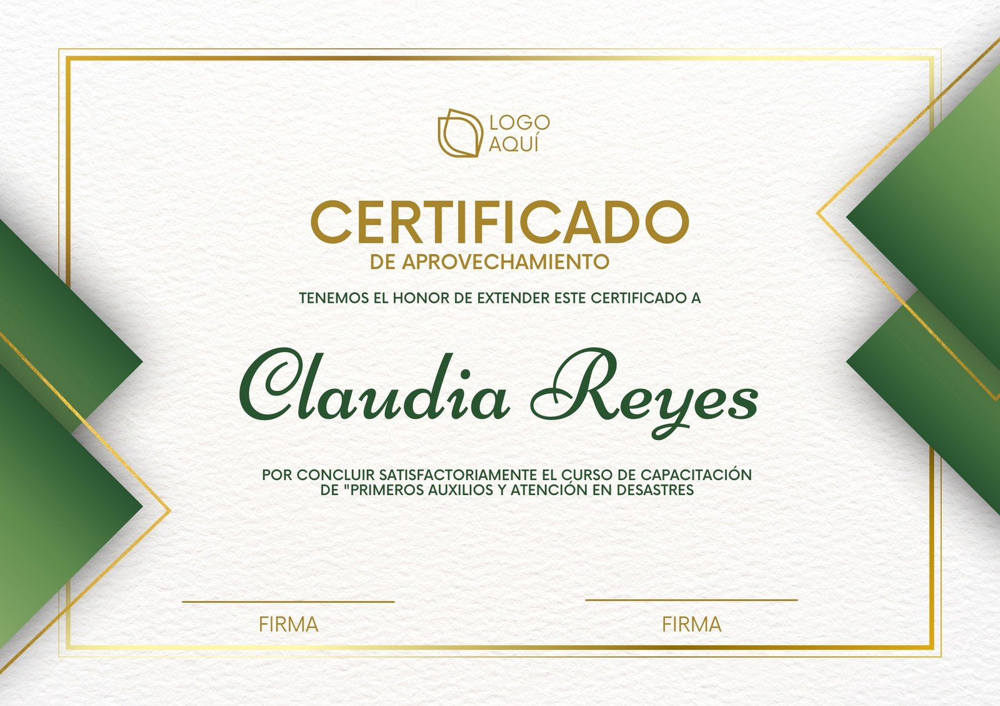 LOGO
AQUÍ
CERTIFICADO
DE APROVECHAMIENTO
TENEMOS EL HONOR DE EXTENDER ESTE CERTIFICADO A
Claudia Reyes
POR CONCLUIR SATISFACTORIAMENTE EL CURSO DE CAPACITACIÓN
DE "PRIMEROS AUXILIOS Y ATENCIÓN EN DESASTRES
FIRMA
FIRMA